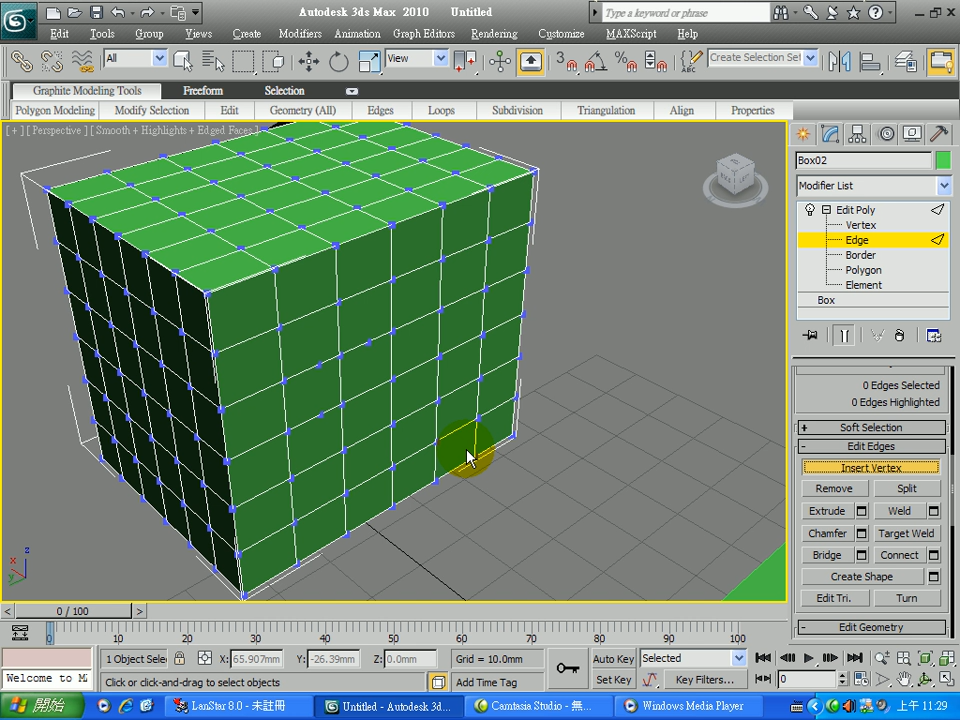 Autodesk 3ds Max 2010 Untitled
Type a keyword or phrase
Edit Tools Group Views Create Modifiers Animation Graph Editors Rendering Customize MAXScript Help
All View Create Selection Set
Graphite Modeling Tools Freeform Selection
Polygon Modeling Modify Selection Edit Geometry (All) Edges Loops Subdivision Triangulation Align Properties
[ + ] [ Perspective ] [ Smooth + Highlights + Edged Faces ]
Box02
Modifier List
Edit Poly
Vertex
Edge
Border
Polygon
Element
Box
0 Edges Selected
0 Edges Highlighted
+ Soft Selection
- Edit Edges
Insert Vertex
Remove Split
Extrude Weld
Chamfer Target Weld
Bridge Connect
Create Shape
Edit Tri. Turn
- Edit Geometry
z
x
y
< 0 / 100 >
0 10 20 30 40 50 60 70 80 90 100
1 Object Selec X: 65.907mm Y: -26.39mm Z: 0.0mm Grid = 10.0mm Auto Key Selected
Welcome to M Click or click-and-drag to select objects Add Time Tag Set Key Key Filters... 0
開始 LanStar 8.0 - 未註冊 Untitled - Autodesk 3d... Camtasia Studio - 無... Windows Media Player 上午 11:29